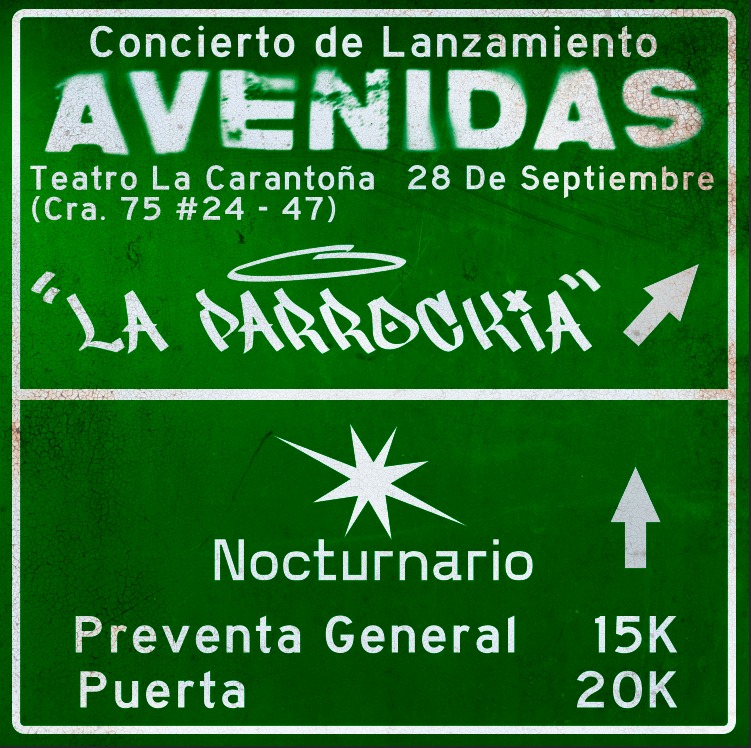 Concierto de Lanzamiento
AVENIDAS
Teatro La Carantoña 28 De Septiembre
(Cra. 75 #24 - 47)
"LA PARROCKiA"
Nocturnario
Preventa General 15K
Puerta 20K